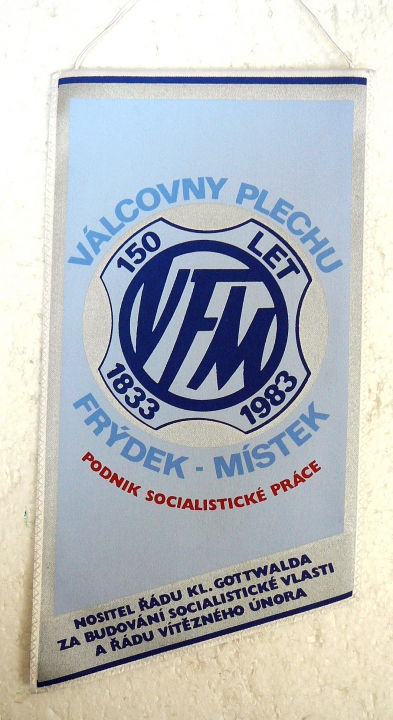 VÁLCOVNY PLECHU
150 LET
VFM
1833 1983
FRÝDEK - MÍSTEK
PODNIK SOCIALISTICKÉ PRÁCE
NOSITEL ŘÁDU KL. GOTTWALDA
ZA BUDOVÁNÍ SOCIALISTICKÉ VLASTI
A ŘÁDU VÍTĚZNÉHO ÚNORA